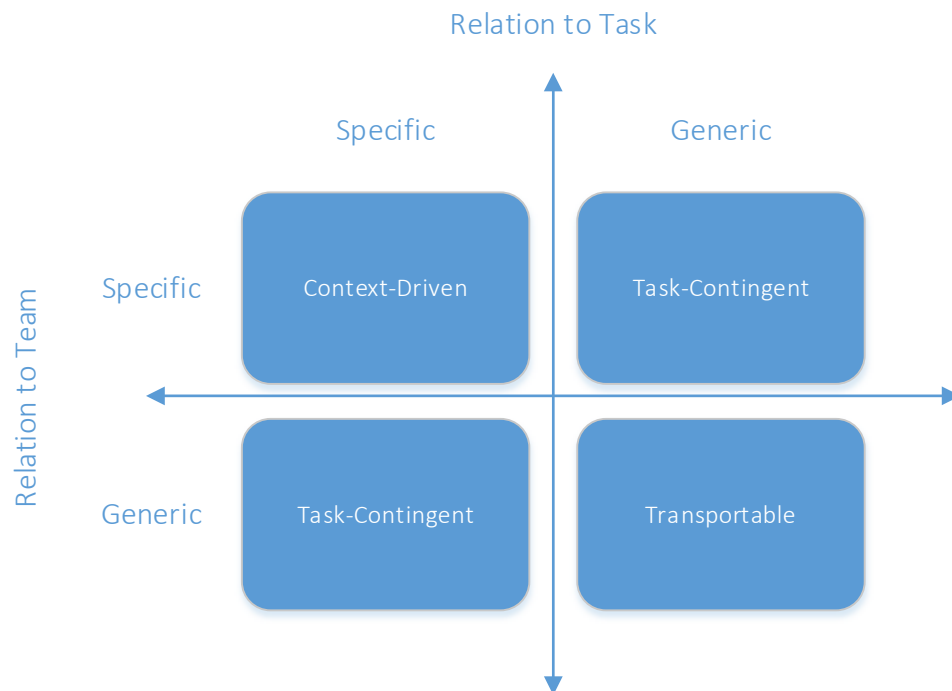 Relation to Task
Specific
Generic
Relation to Team
Specific
Context-Driven
Task-Contingent
Generic
Task-Contingent
Transportable